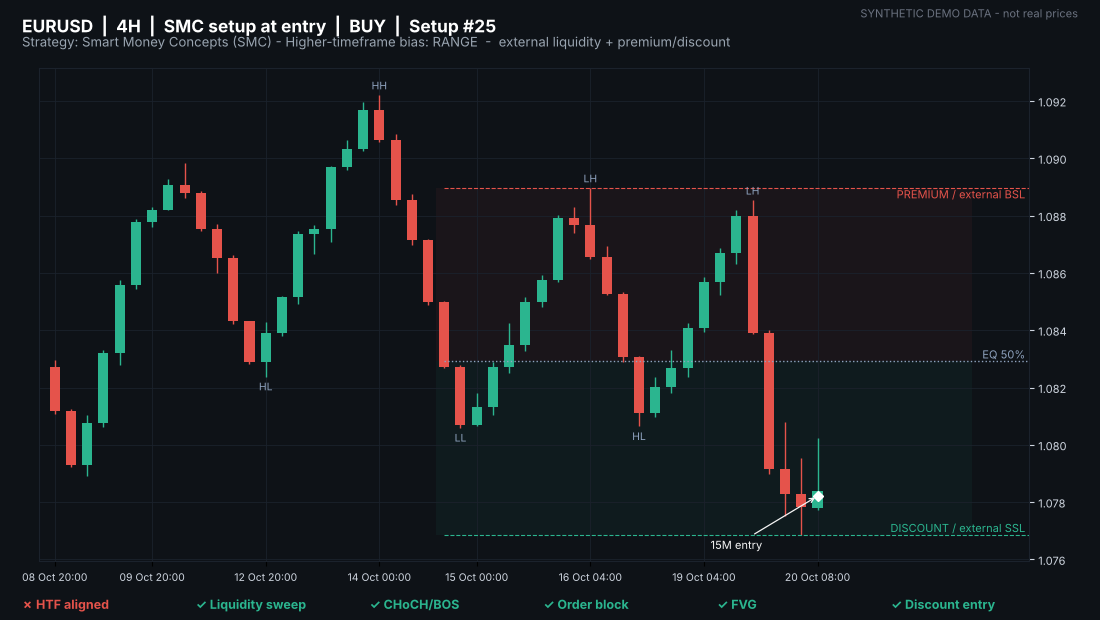 EURUSD | 4H | SMC setup at entry | BUY | Setup #25
SYNTHETIC DEMO DATA - not real prices
Strategy: Smart Money Concepts (SMC) - Higher-timeframe bias: RANGE - external liquidity + premium/discount
HH
1.092
1.090
LH
LH
PREMIUM / external BSL
1.088
1.086
1.084
EQ 50%
HL
1.082
LL
HL
1.080
1.078
DISCOUNT / external SSL
15M entry
1.076
08 Oct 20:00
09 Oct 20:00
12 Oct 20:00
14 Oct 00:00
15 Oct 00:00
16 Oct 04:00
19 Oct 04:00
20 Oct 08:00
× HTF aligned
✓ Liquidity sweep
✓ CHoCH/BOS
✓ Order block
✓ FVG
✓ Discount entry